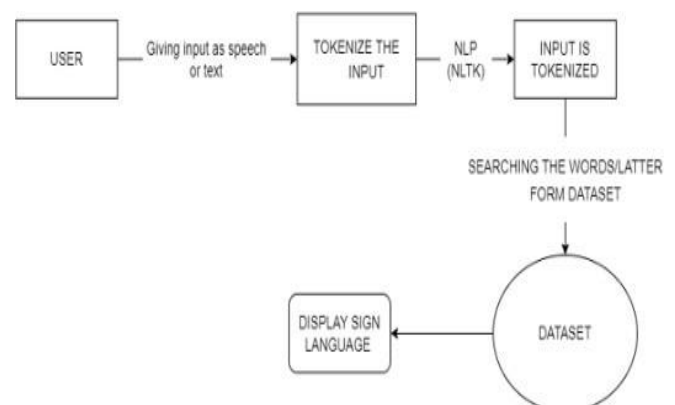 USER
Giving input as speech
or text
TOKENIZE THE
INPUT
NLP
(NLTK)
INPUT IS
TOKENIZED
SEARCHING THE WORDS/LATTER
FORM DATASET
DATASET
DISPLAY SIGN
LANGUAGE